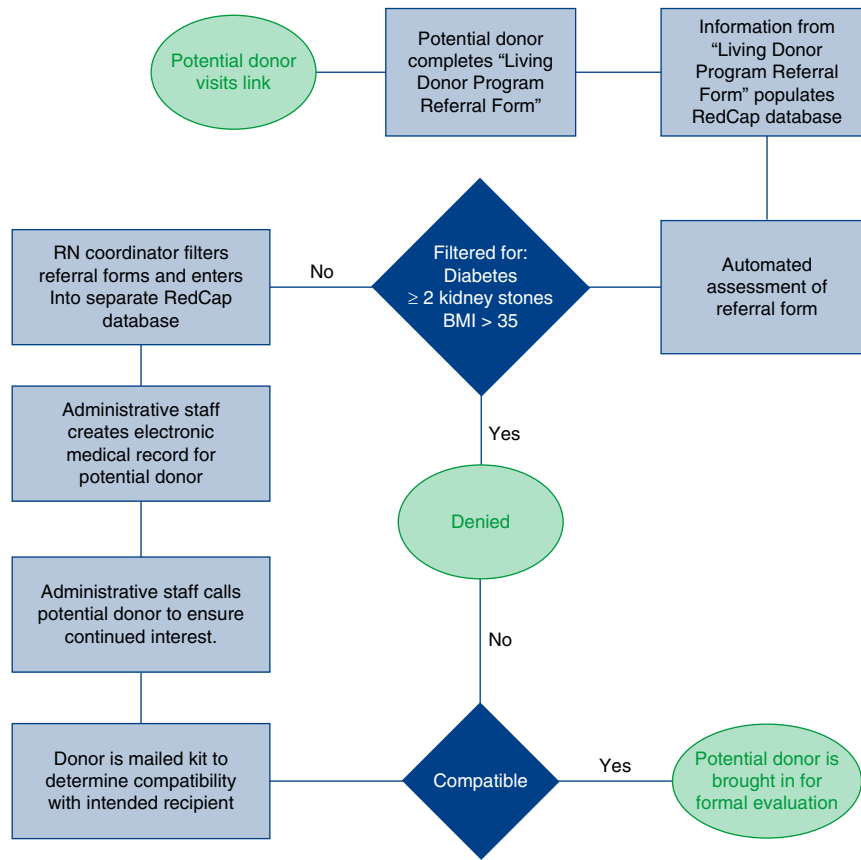 Potential donor
visits link
Potential donor
completes “Living
Donor Program
Referral Form”
Information from
“Living Donor
Program Referral
Form” populates
RedCap database
Automated
assessment of
referral form
Filtered for:
Diabetes
≥ 2 kidney stones
BMI > 35
No
RN coordinator filters
referral forms and enters
Into separate RedCap
database
Yes
Denied
Administrative staff
creates electronic
medical record for
potential donor
Administrative staff calls
potential donor to ensure
continued interest.
Donor is mailed kit to
determine compatibility
with intended recipient
Compatible
No
Yes
Potential donor is
brought in for
formal evaluation